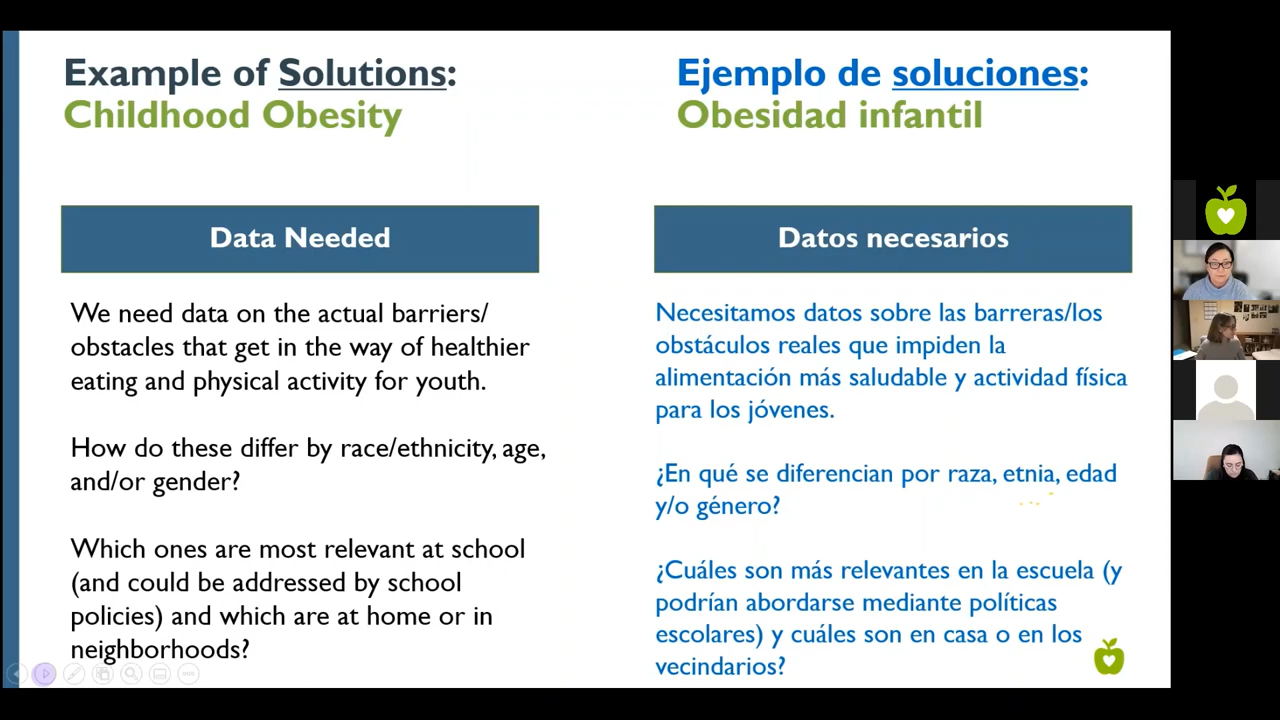 Example of Solutions:
Childhood Obesity
Data Needed
We need data on the actual barriers/
obstacles that get in the way of healthier
eating and physical activity for youth.
How do these differ by race/ethnicity, age,
and/or gender?
Which ones are most relevant at school
(and could be addressed by school
policies) and which are at home or in
neighborhoods?
Ejemplo de soluciones:
Obesidad infantil
Datos necesarios
Necesitamos datos sobre las barreras/los
obstáculos reales que impiden la
alimentación más saludable y actividad física
para los jóvenes.
¿En qué se diferencian por raza, etnia, edad
y/o género?
¿Cuáles son más relevantes en la escuela (y
podrían abordarse mediante políticas
escolares) y cuáles son en casa o en los
vecindarios?